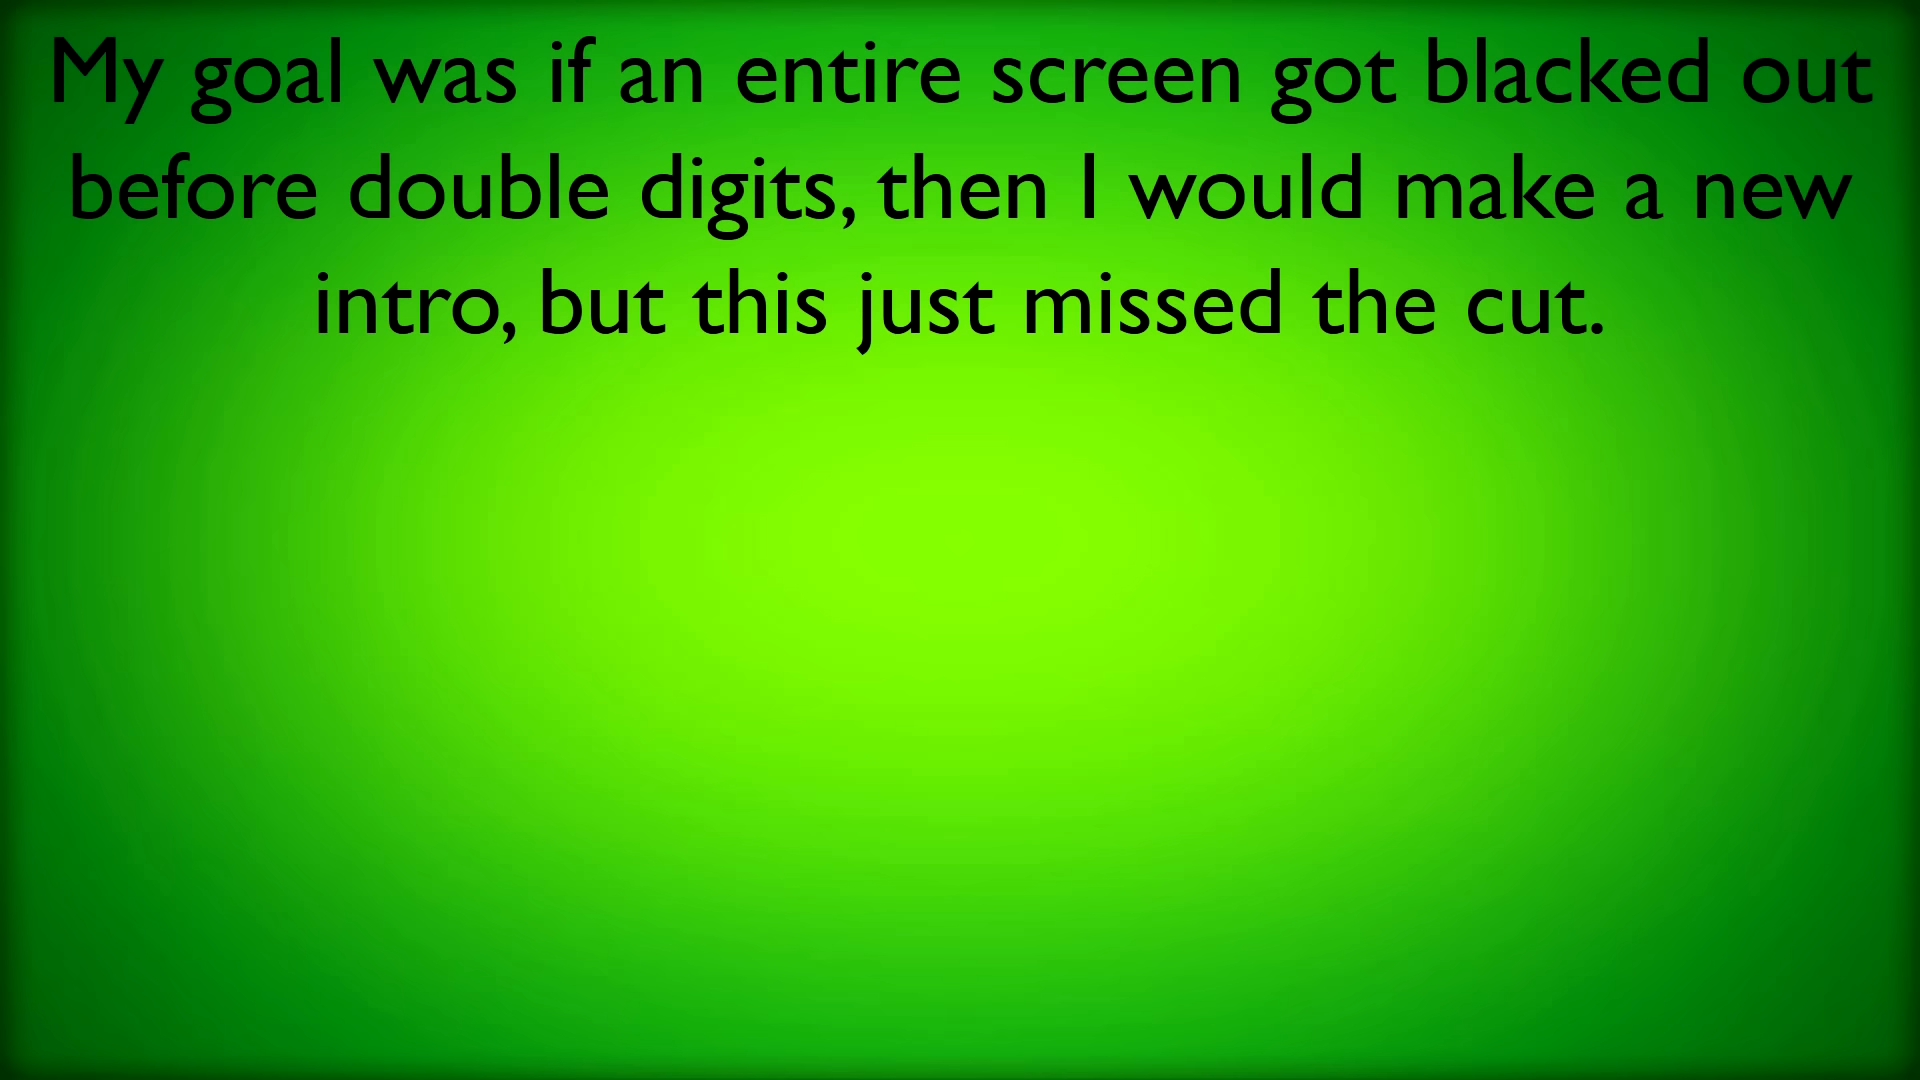 My goal was if an entire screen got blacked out
before double digits, then I would make a new
intro, but this just missed the cut.